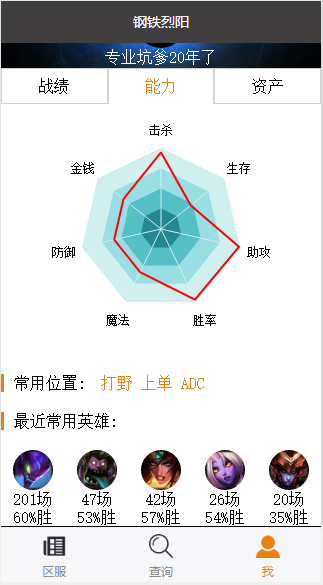 钢铁烈阳
专业坑爹20年了
战绩 能力 资产
击杀
金钱 生存
防御 助攻
魔法 胜率
常用位置: 打野 上单 ADC
最近常用英雄:
201场 47场 42场 26场 20场
60%胜 53%胜 57%胜 54%胜 35%胜
区服 查询 我